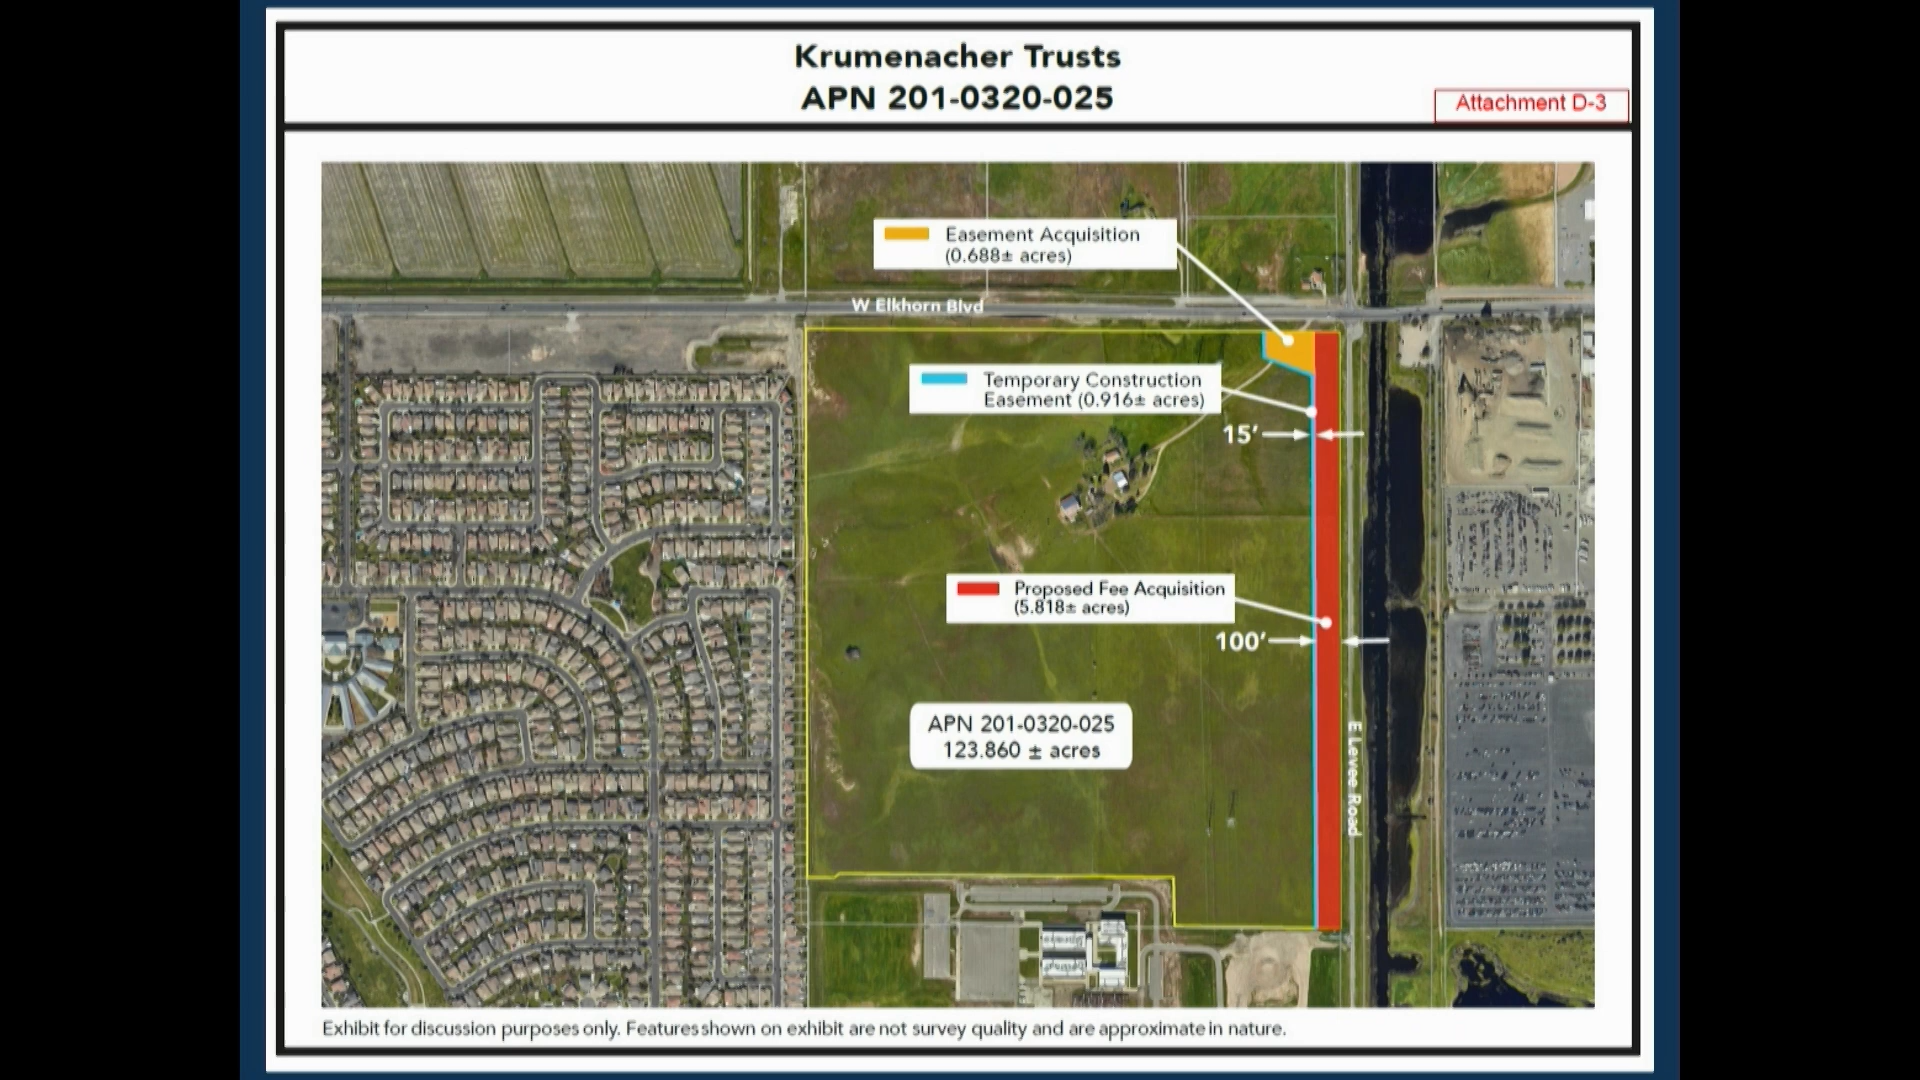 Krumenacher Trusts
APN 201-0320-025
Attachment D-3
Easement Acquisition
(0.688± acres)
W Elkhorn Blvd
Temporary Construction
Easement (0.916± acres)
15'
Proposed Fee Acquisition
(5.818± acres)
100'
APN 201-0320-025
123.860 ± acres
E Levee Road
Exhibit for discussion purposes only. Features shown on exhibit are not survey quality and are approximate in nature.